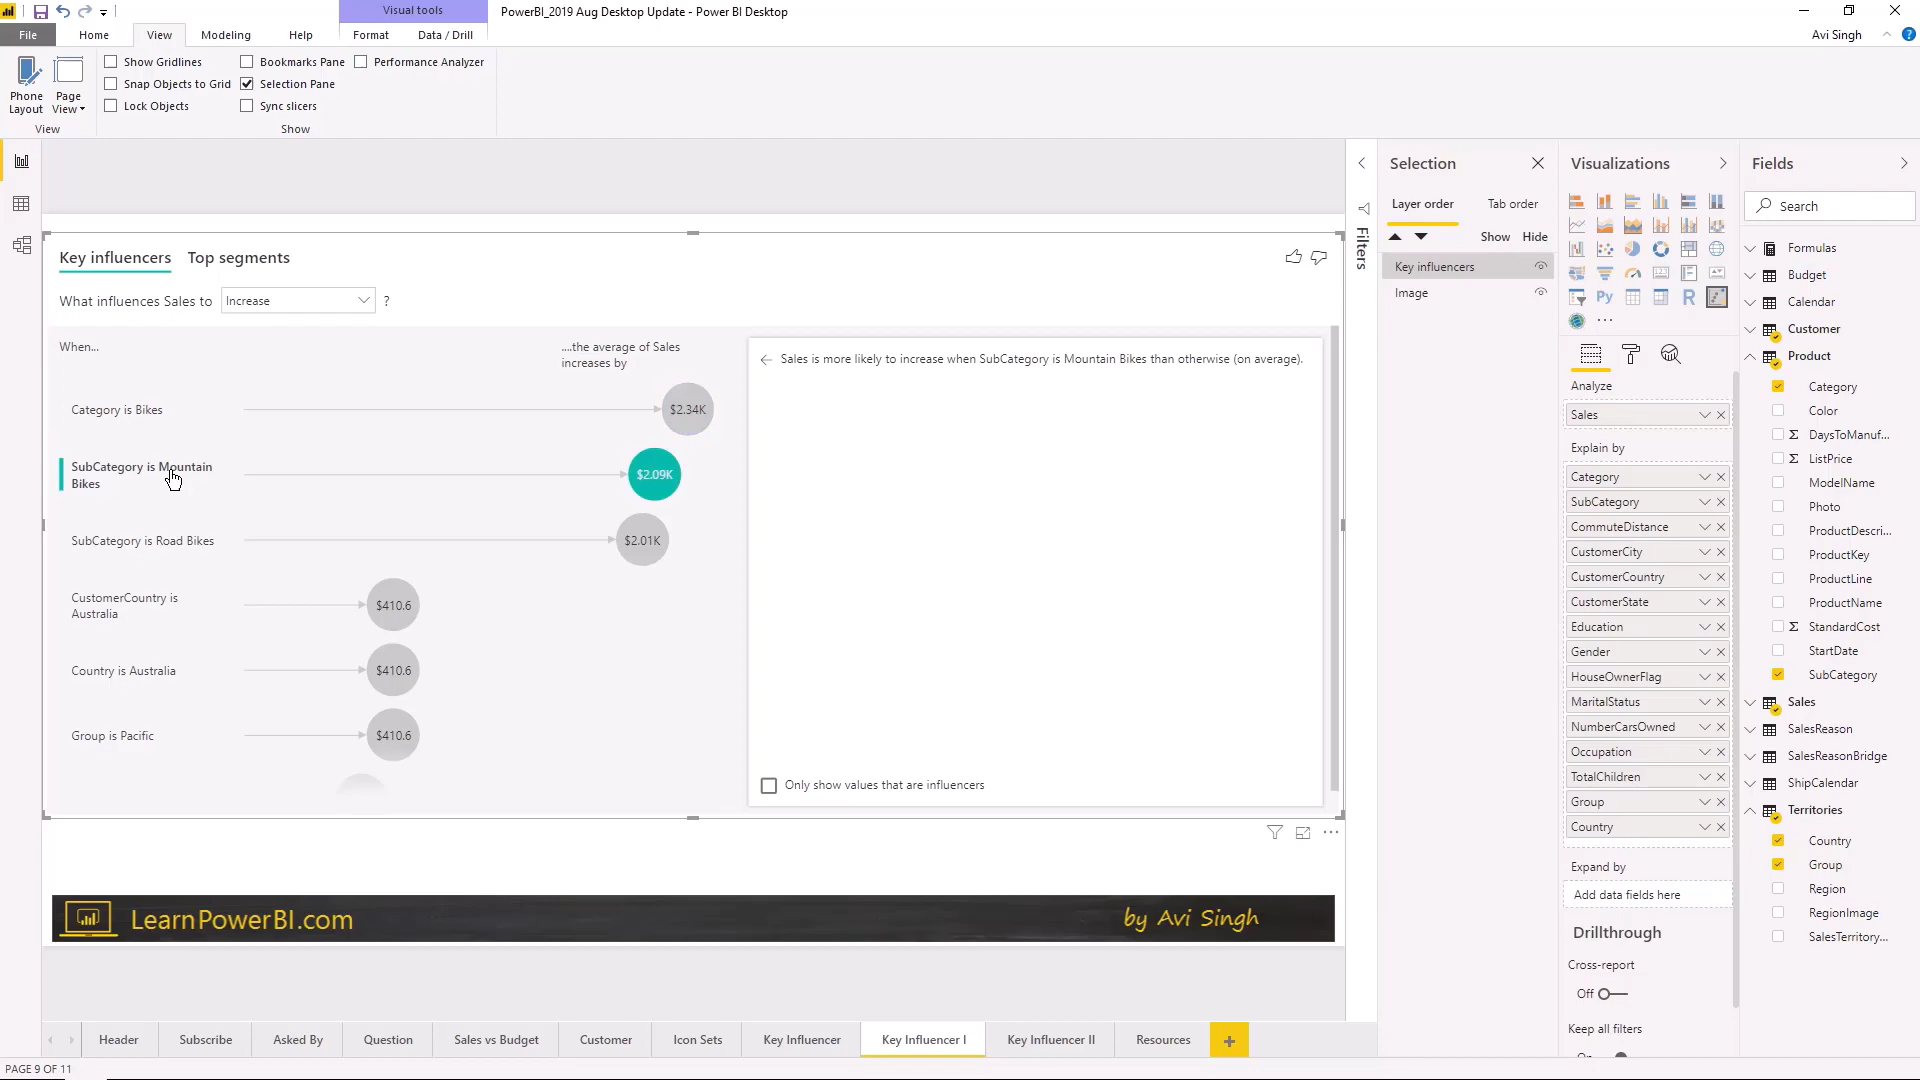 Visual tools
PowerBI_2019 Aug Desktop Update - Power BI Desktop
File
Home
View
Modeling
Help
Format
Data / Drill
Avi Singh
Phone
Layout
Page
View
Show Gridlines
Snap Objects to Grid
Lock Objects
Bookmarks Pane
Selection Pane
Sync slicers
Performance Analyzer
View
Show
Key influencers
Top segments
What influences Sales to
Increase
?
When...
....the average of Sales
increases by
Category is Bikes
$2.34K
SubCategory is Mountain
Bikes
$2.09K
SubCategory is Road Bikes
$2.01K
CustomerCountry is
Australia
$410.6
Country is Australia
$410.6
Group is Pacific
$410.6
Sales is more likely to increase when SubCategory is Mountain Bikes than otherwise (on average).
Only show values that are influencers
LearnPowerBI.com
by Avi Singh
Filters
Selection
Layer order
Tab order
Show
Hide
Key influencers
Image
Visualizations
Py
R
Analyze
Sales
Explain by
Category
SubCategory
CommuteDistance
CustomerCity
CustomerCountry
CustomerState
Education
Gender
HouseOwnerFlag
MaritalStatus
NumberCarsOwned
Occupation
TotalChildren
Group
Country
Expand by
Add data fields here
Drillthrough
Cross-report
Off
Keep all filters
On
Fields
Search
Formulas
Budget
Calendar
Customer
Product
Category
Color
Σ DaysToManuf...
Σ ListPrice
ModelName
Photo
ProductDescri...
ProductKey
ProductLine
ProductName
Σ StandardCost
StartDate
SubCategory
Sales
SalesReason
SalesReasonBridge
ShipCalendar
Territories
Country
Group
Region
RegionImage
SalesTerritory...
Header
Subscribe
Asked By
Question
Sales vs Budget
Customer
Icon Sets
Key Influencer
Key Influencer I
Key Influencer II
Resources
+
PAGE 9 OF 11